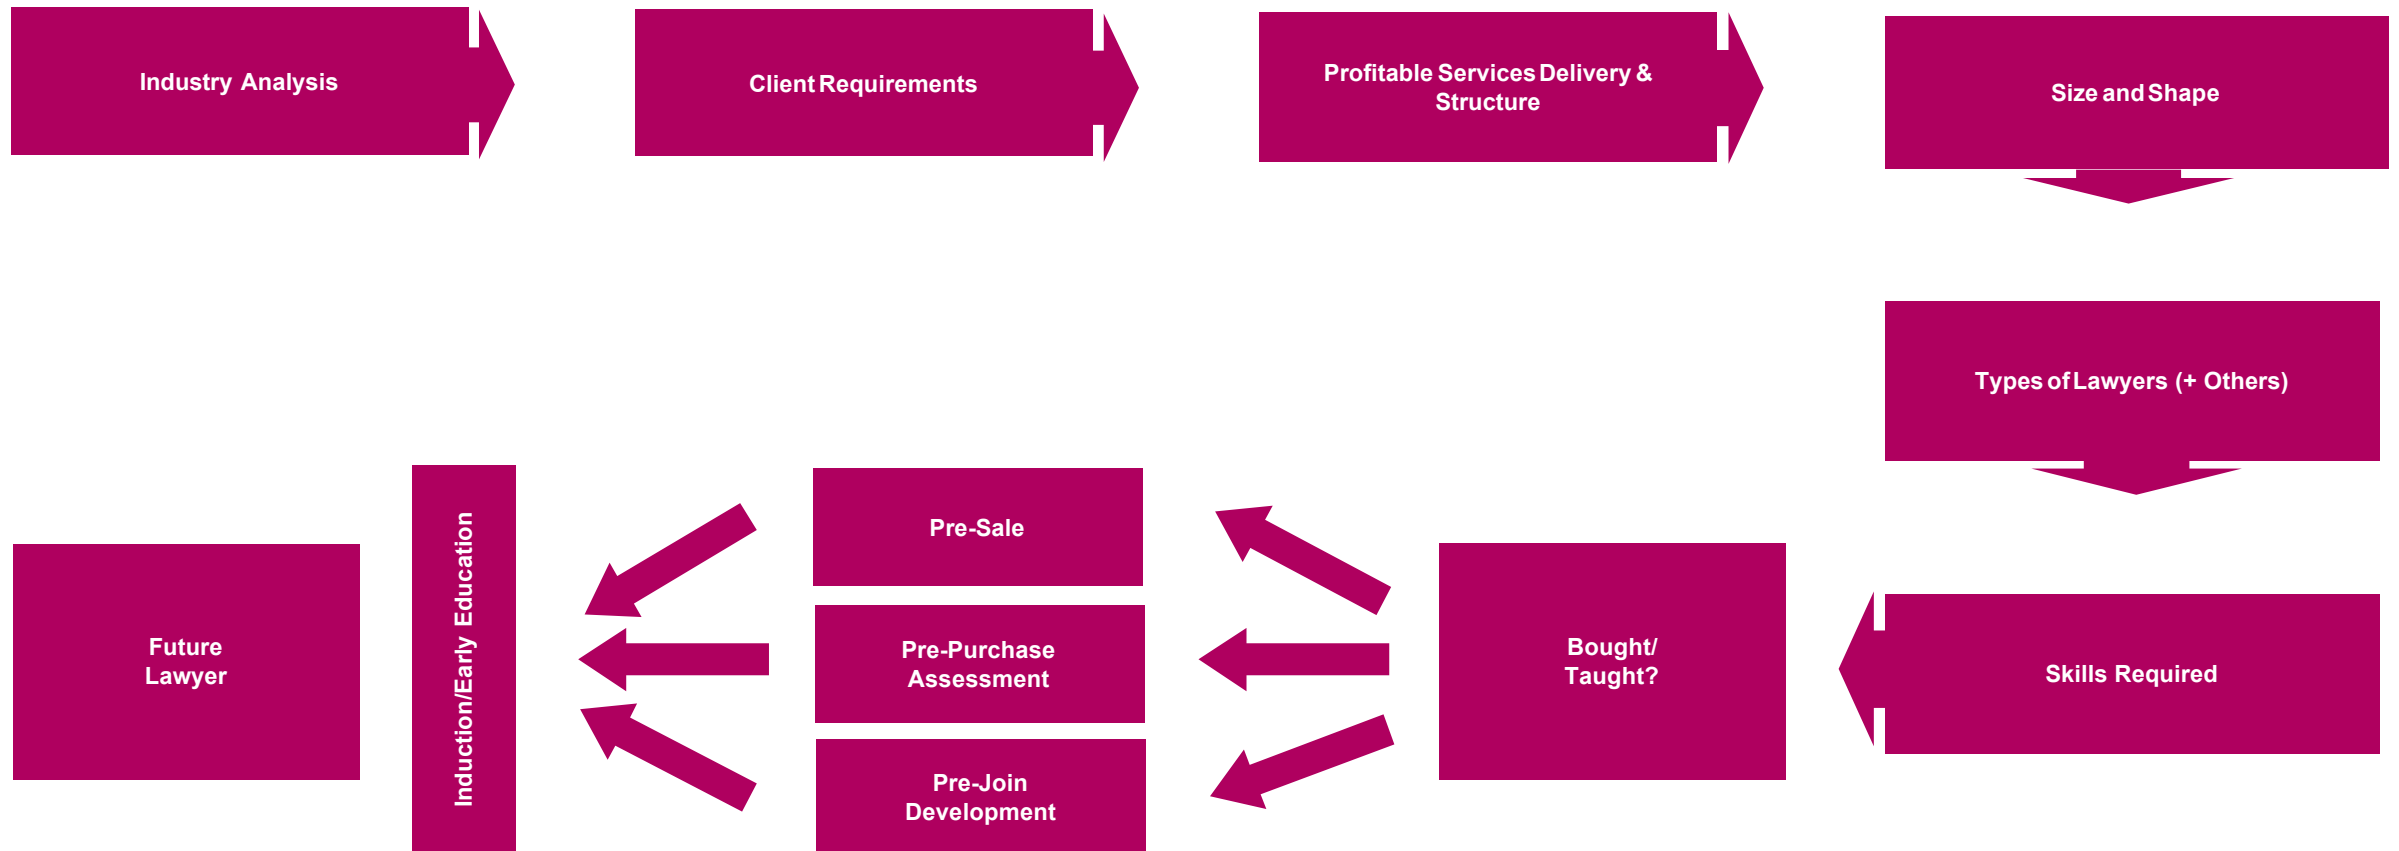 Industry Analysis
Client Requirements
Profitable Services Delivery &
Structure
Size and Shape
Types of Lawyers (+ Others)
Skills Required
Bought/
Taught?
Pre-Sale
Pre-Purchase
Assessment
Pre-Join
Development
Induction/Early Education
Future
Lawyer